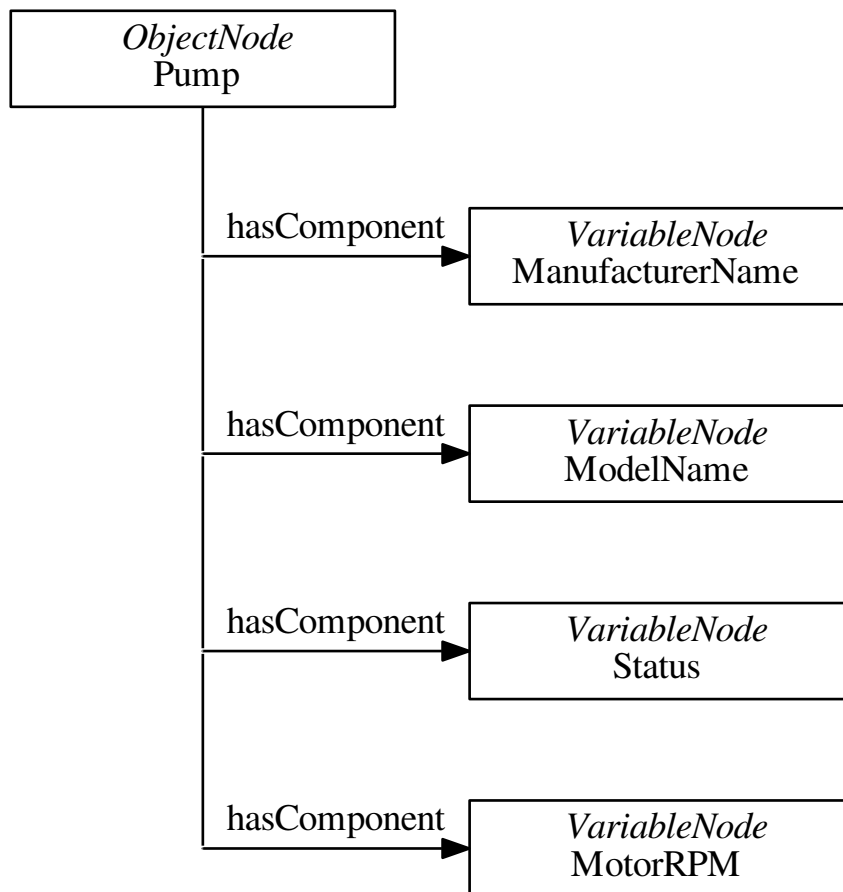 ObjectNode
Pump
hasComponent
VariableNode
ManufacturerName
hasComponent
VariableNode
ModelName
hasComponent
VariableNode
Status
hasComponent
VariableNode
MotorRPM